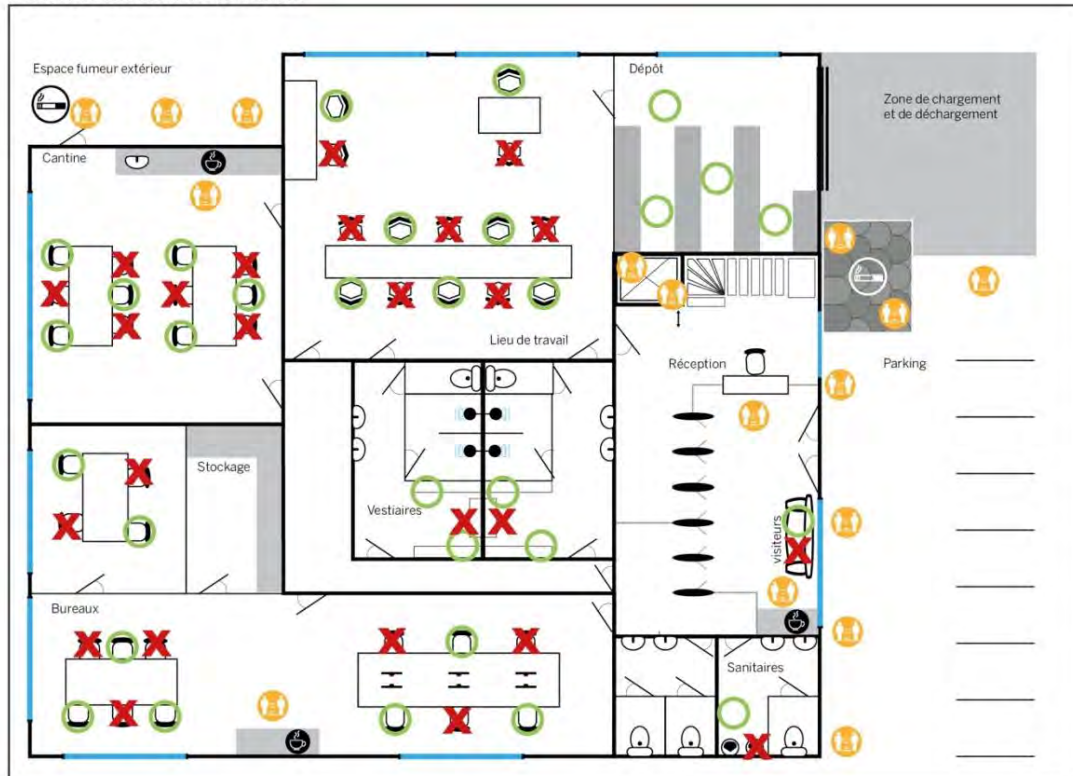 Espace fumeur extérieur
Dépôt
Zone de chargement
et de déchargement
Cantine
Lieu de travail
Réception
Parking
Stockage
Vestiaires
visiteurs
Bureaux
Sanitaires